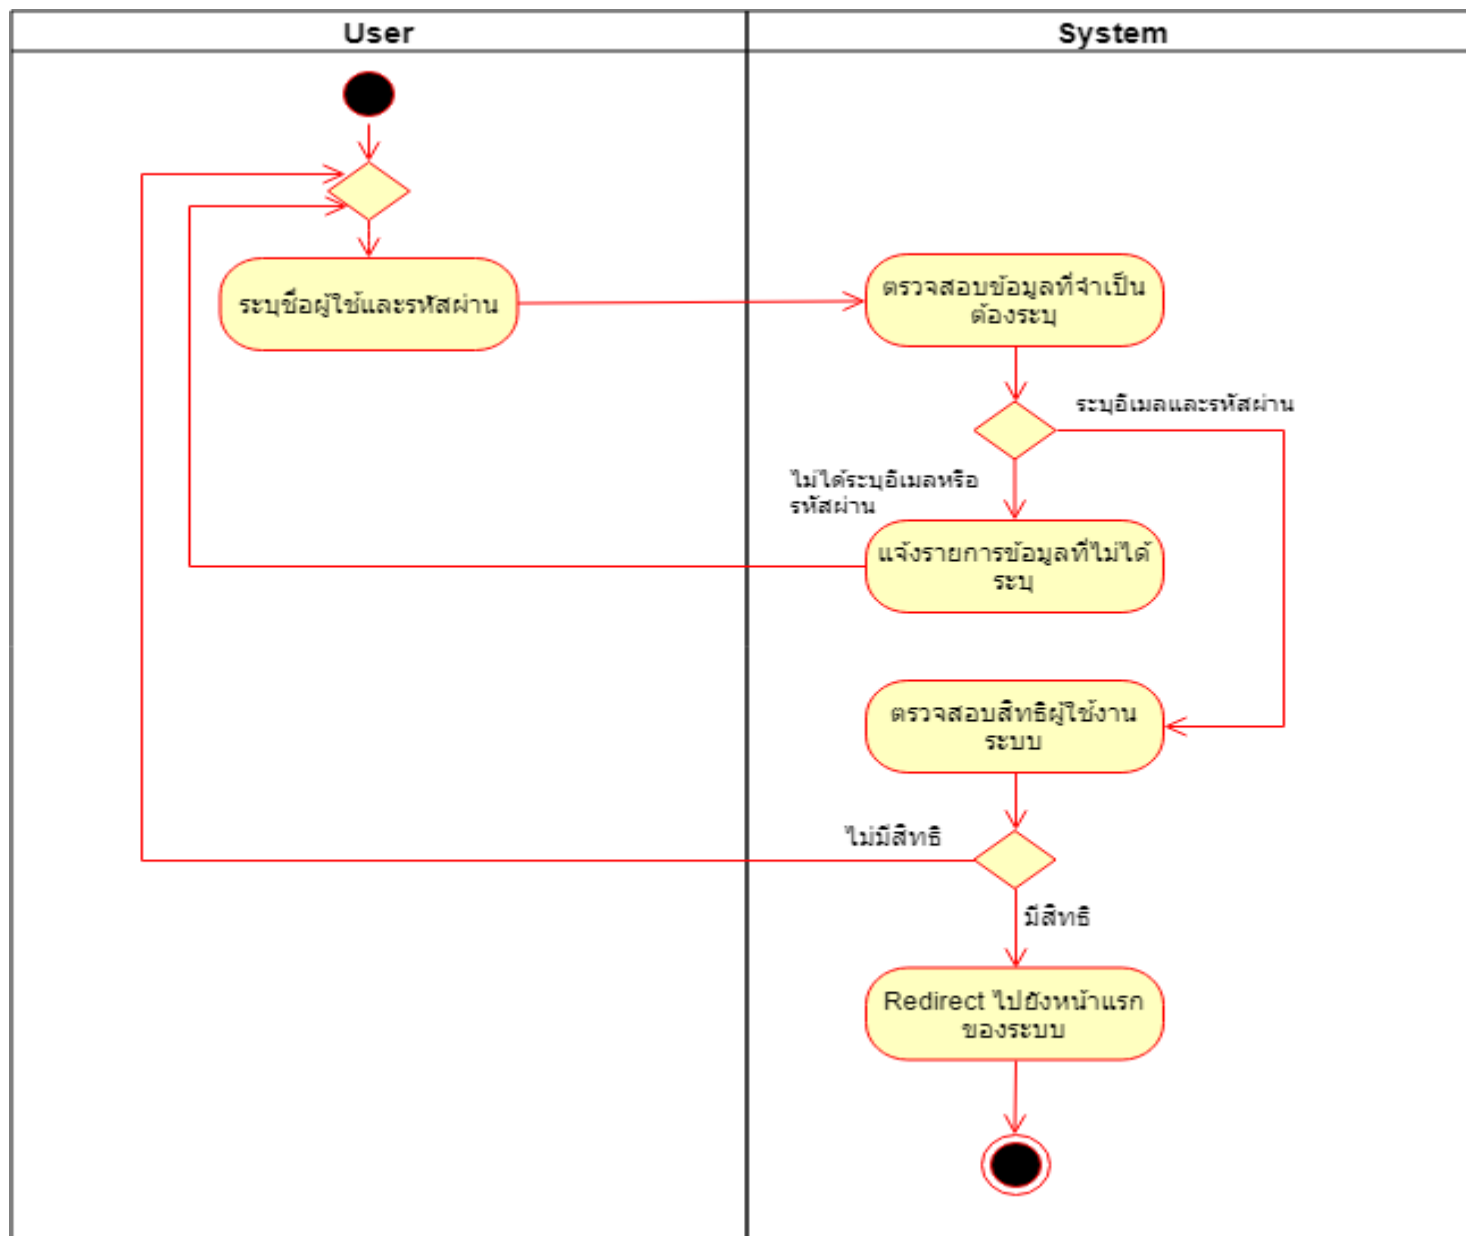 User
System
ระบุชื่อผู้ใช้และรหัสผ่าน
ตรวจสอบข้อมูลที่จำเป็น
ต้องระบุ
ระบุอีเมลและรหัสผ่าน
ไม่ได้ระบุอีเมลหรือ
รหัสผ่าน
แจ้งรายการข้อมูลที่ไม่ได้
ระบุ
ตรวจสอบสิทธิผู้ใช้งาน
ระบบ
ไม่มีสิทธิ
มีสิทธิ
Redirect ไปยังหน้าแรก
ของระบบ